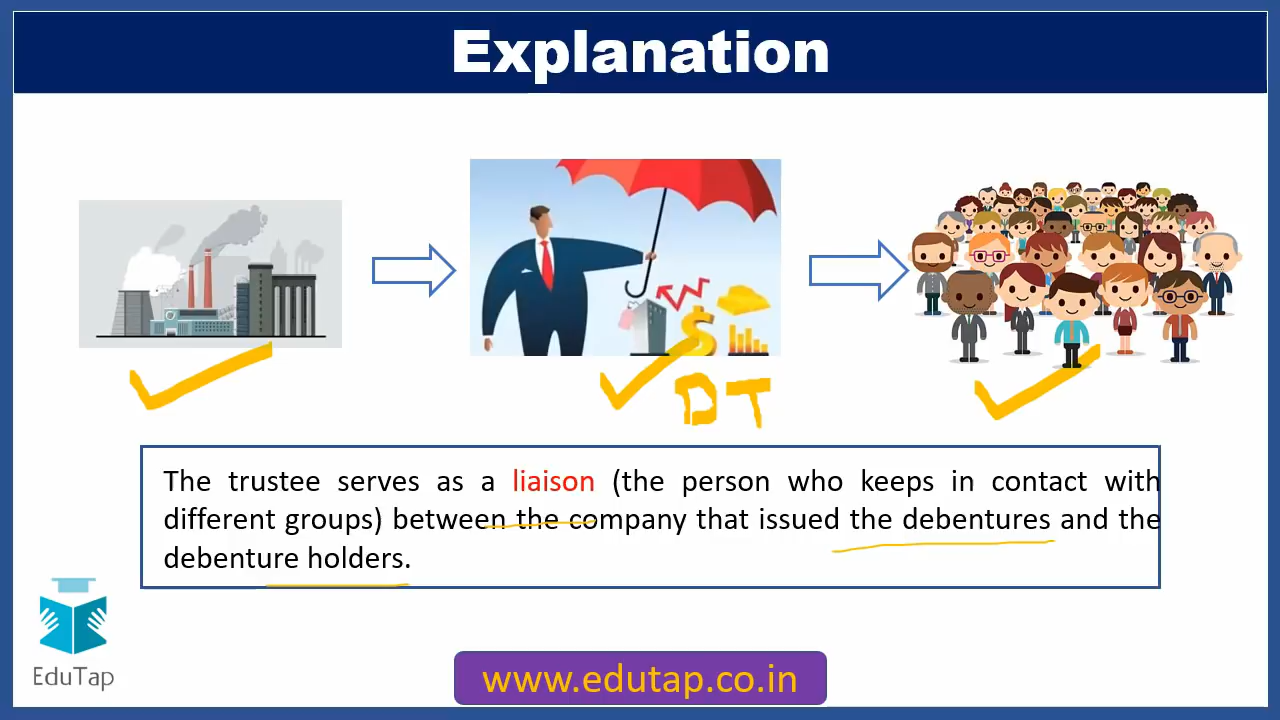 Explanation
DT
The trustee serves as a liaison (the person who keeps in contact with
different groups) between the company that issued the debentures and the
debenture holders.
EduTap
www.edutap.co.in